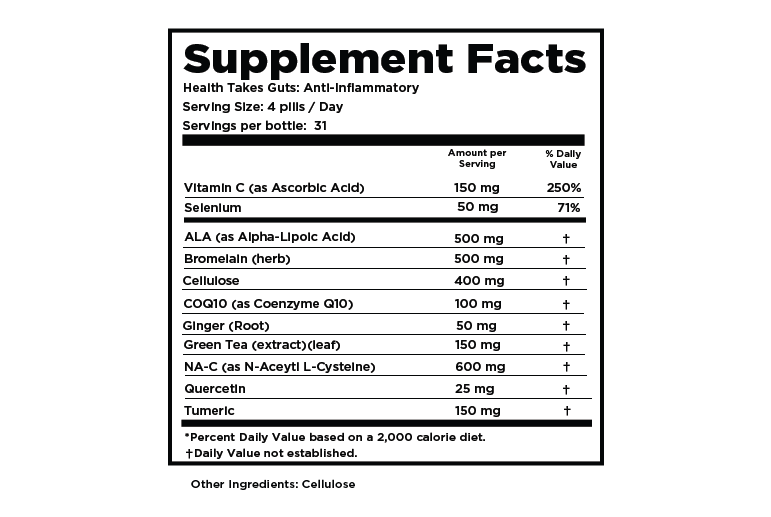 Supplement Facts
Health Takes Guts: Anti-Inflammatory
Serving Size: 4 pills / Day
Servings per bottle: 31
Amount per Serving % Daily Value
Vitamin C (as Ascorbic Acid) 150 mg 250%
Selenium 50 mg 71%
ALA (as Alpha-Lipoic Acid) 500 mg †
Bromelain (herb) 500 mg †
Cellulose 400 mg †
COQ10 (as Coenzyme Q10) 100 mg †
Ginger (Root) 50 mg †
Green Tea (extract)(leaf) 150 mg †
NA-C (as N-Aceytl L-Cysteine) 600 mg †
Quercetin 25 mg †
Tumeric 150 mg †
*Percent Daily Value based on a 2,000 calorie diet.
†Daily Value not established.
Other Ingredients: Cellulose